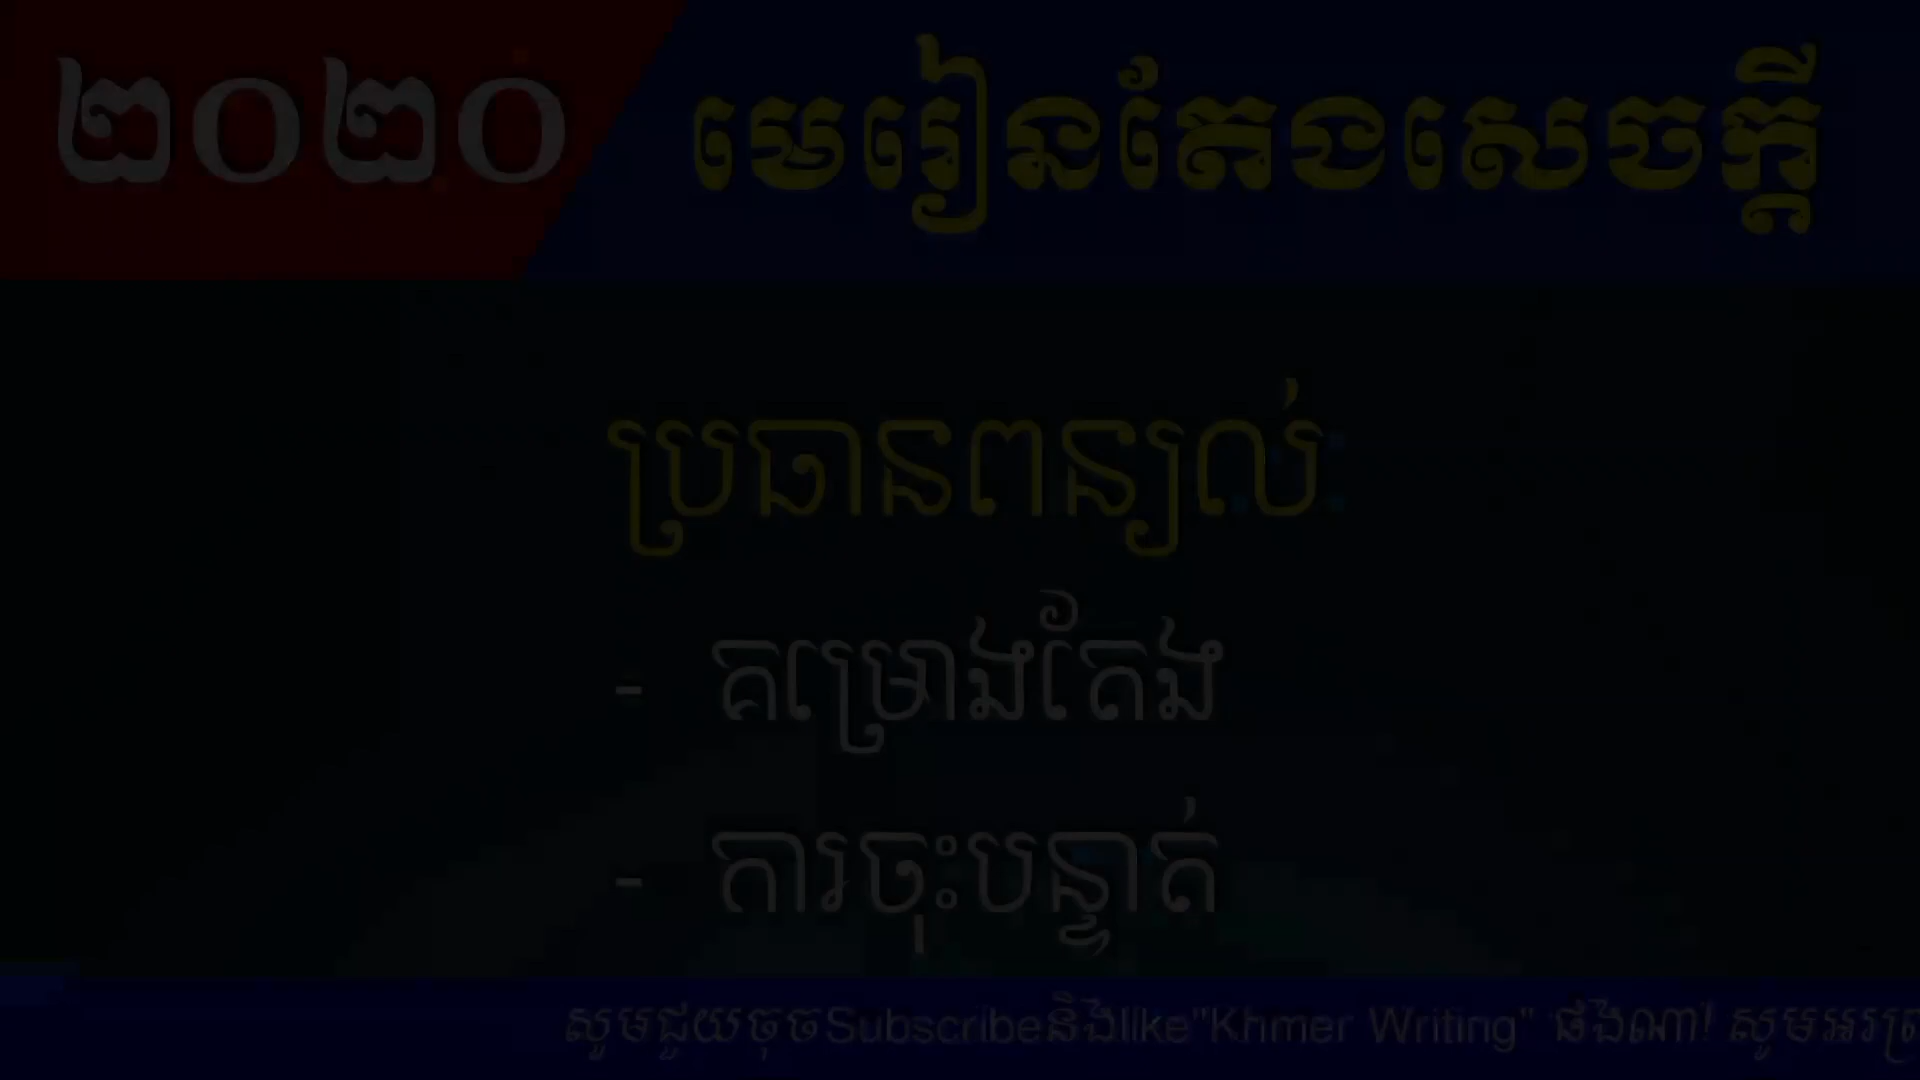 ២០២០ មេរៀនតែងសេចក្តី
ប្រធានពន្យល់:
- គម្រោងតែង
- ការចុះបន្ទាត់
សូមជួយចុចSubscribeនិងlike"Khmer Writing" ផងណា! សូមអរព្រ